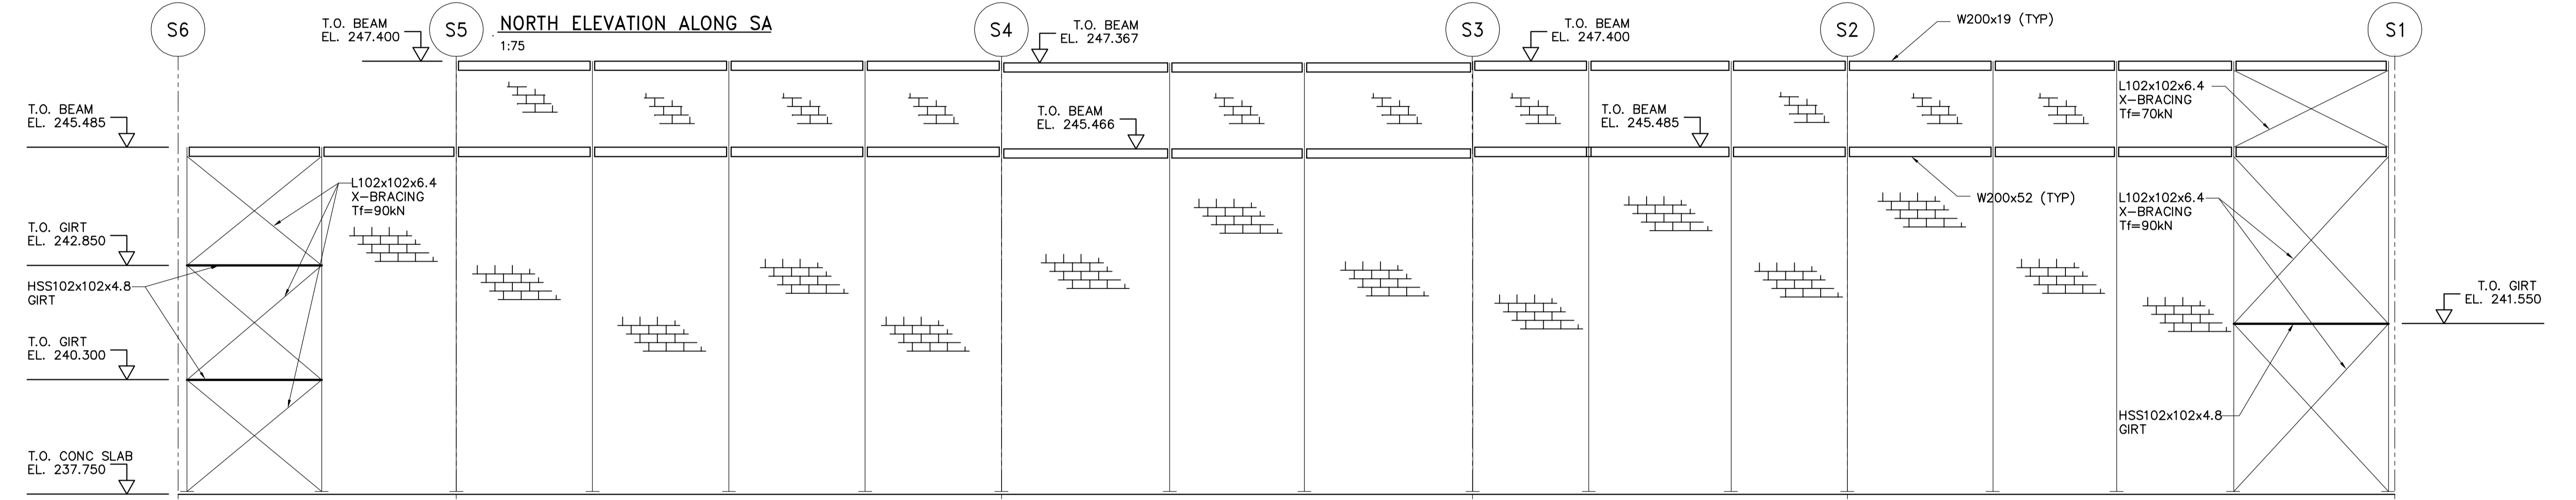 S6
T.O. BEAM
EL. 247.400
S5
NORTH ELEVATION ALONG SA
1:75
S4
T.O. BEAM
EL. 247.367
S3
T.O. BEAM
EL. 247.400
S2
W200x19 (TYP)
S1
T.O. BEAM
EL. 245.485
T.O. BEAM
EL. 245.466
T.O. BEAM
EL. 245.485
L102x102x6.4
X-BRACING
Tf=70kN
L102x102x6.4
X-BRACING
Tf=90kN
W200x52 (TYP)
L102x102x6.4
X-BRACING
Tf=90kN
T.O. GIRT
EL. 242.850
HSS102x102x4.8
GIRT
T.O. GIRT
EL. 241.550
T.O. GIRT
EL. 240.300
HSS102x102x4.8
GIRT
T.O. CONC SLAB
EL. 237.750